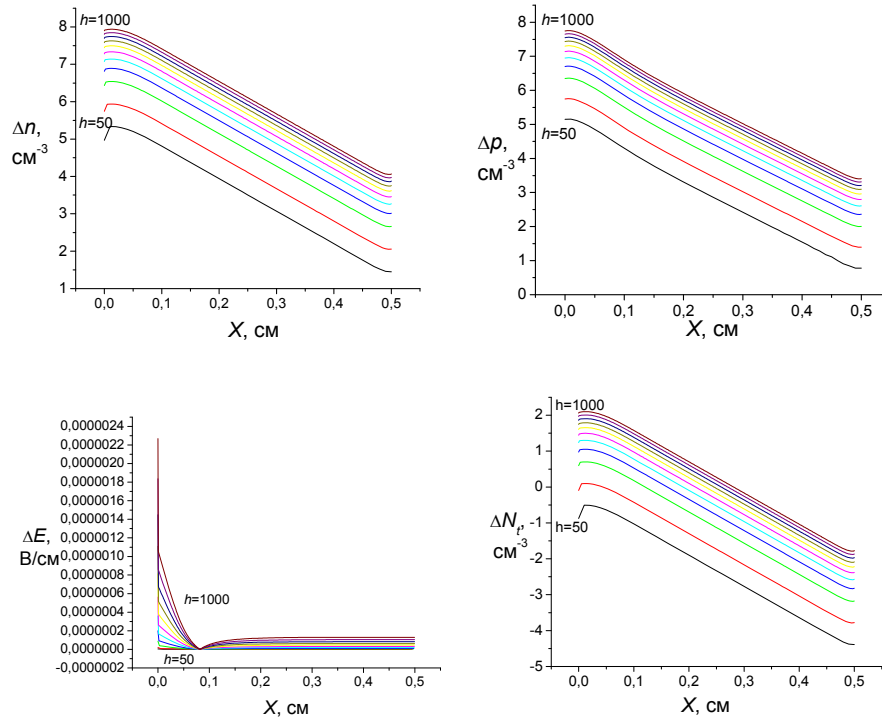 h=1000
8
7
6
5
4
3
2
1
Δn,
см-3
h=50
0,0 0,1 0,2 0,3 0,4 0,5
X, см
h=1000
8
7
6
5
4
3
2
1
0
Δp,
см-3
h=50
0,0 0,1 0,2 0,3 0,4 0,5
X, см
0,0000024
0,0000022
0,0000020
0,0000018
0,0000016
0,0000014
0,0000012
0,0000010
0,0000008
0,0000006
0,0000004
0,0000002
0,0000000
-0,0000002
ΔE,
В/см
h=1000
h=50
0,0 0,1 0,2 0,3 0,4 0,5
X, см
h=1000
2
1
0
-1
-2
-3
-4
-5
ΔNt,
см-3
h=50
0,0 0,1 0,2 0,3 0,4 0,5
X, см